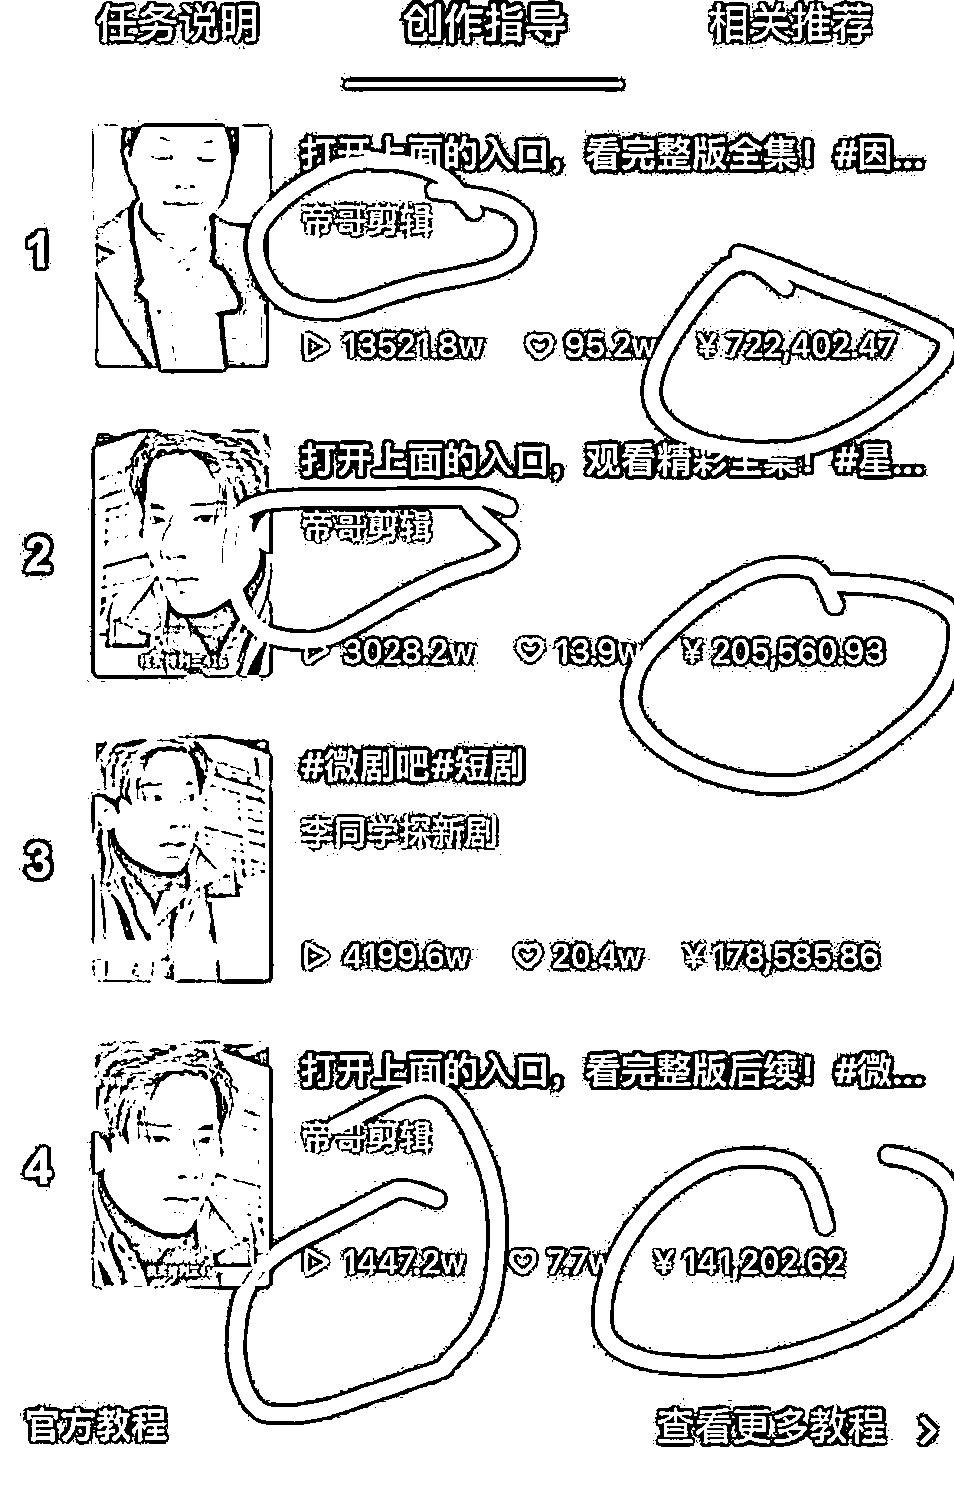 任务说明 创作指导 相关推荐
1
打开上面的入口，看完整版全集！#因...
帝哥剪辑
13521.8w 95.2w ¥722,402.47
2
打开上面的入口，观看精彩全集！#星...
帝哥剪辑
3028.2w 13.9w ¥205,560.93
3
#微剧吧#短剧
李同学探新剧
4199.6w 20.4w ¥178,585.86
4
打开上面的入口，看完整版后续！#微...
帝哥剪辑
1447.2w 7.7w ¥141,202.62
官方教程 查看更多教程 >